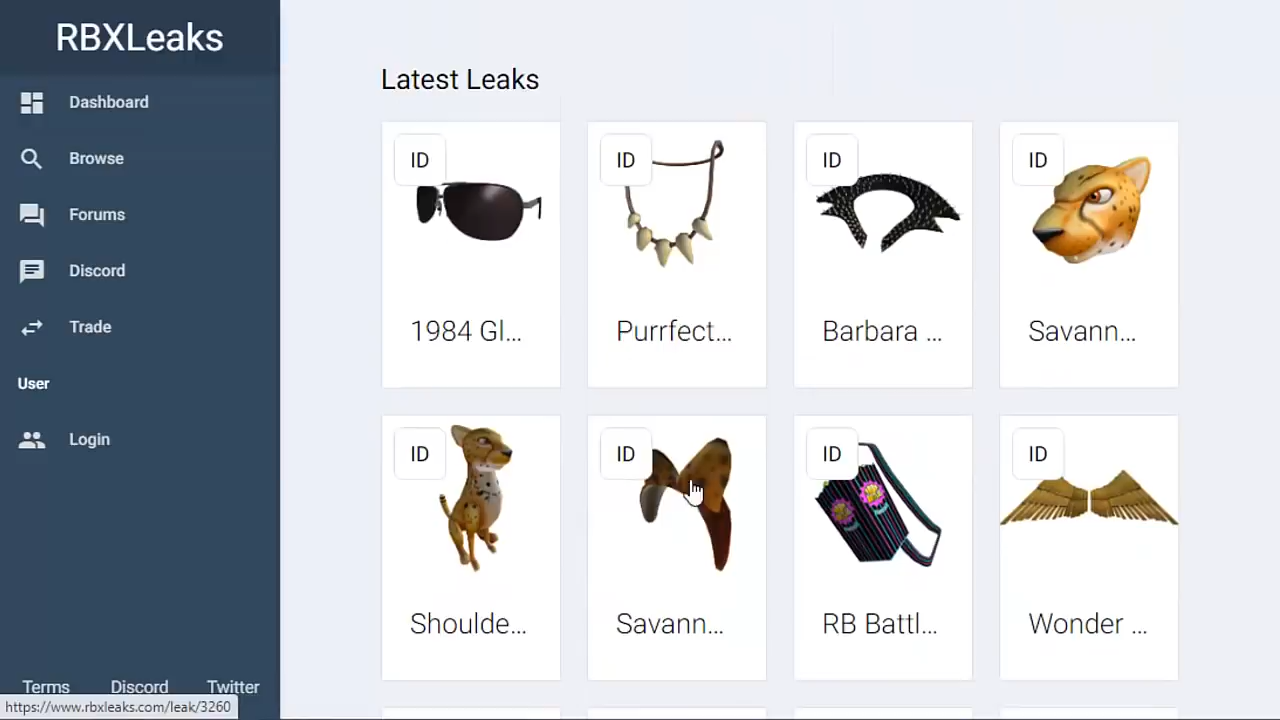 RBXLeaks
Dashboard
Browse
Forums
Discord
Trade
User
Login
Terms Discord Twitter
https://www.rbxleaks.com/leak/3260
Latest Leaks
ID ID ID ID
1984 Gl... Purrfect... Barbara ... Savann...
ID ID ID ID
Shoulde... Savann... RB Battl... Wonder ...